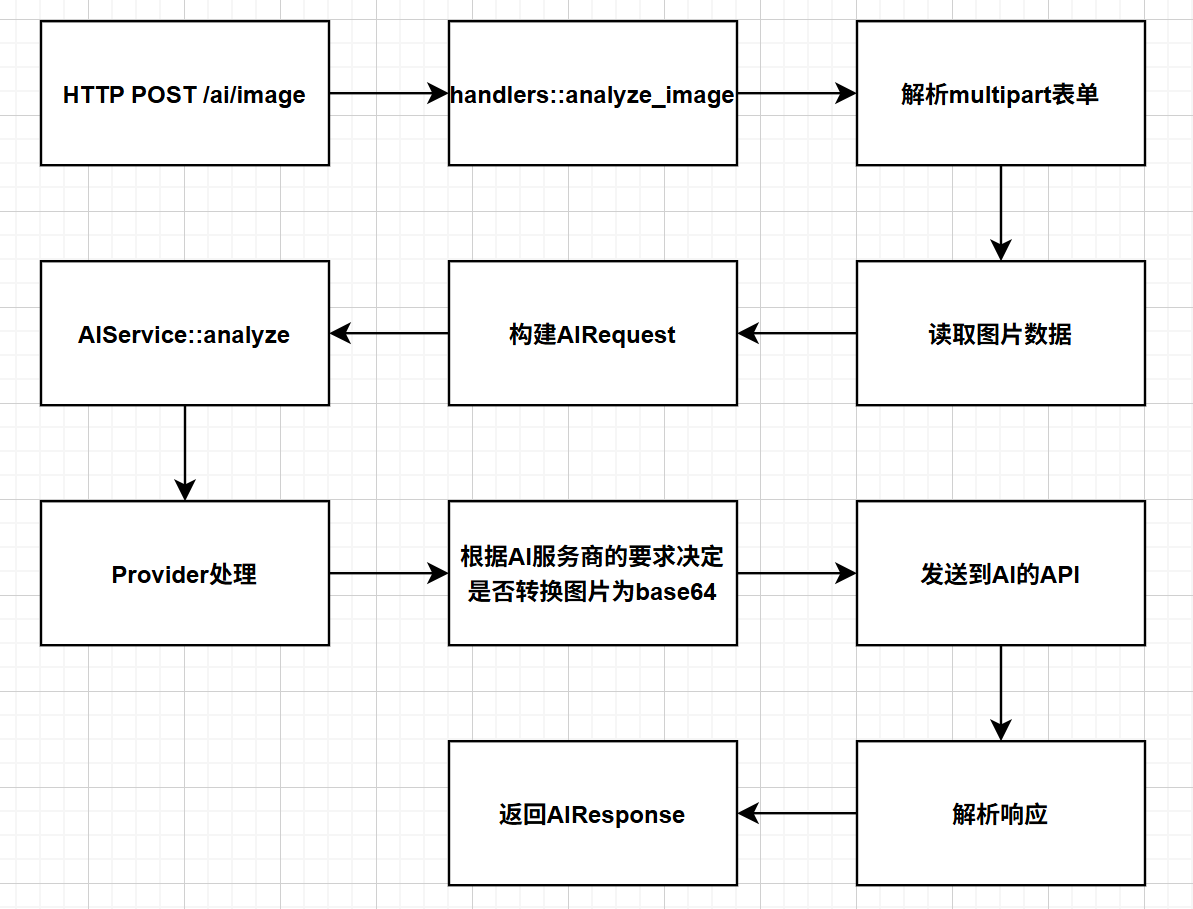 HTTP POST /ai/image
handlers::analyze_image
解析multipart表单
读取图片数据
构建AIRequest
AIService::analyze
Provider处理
根据AI服务商的要求决定
是否转换图片为base64
发送到AI的API
解析响应
返回AIResponse